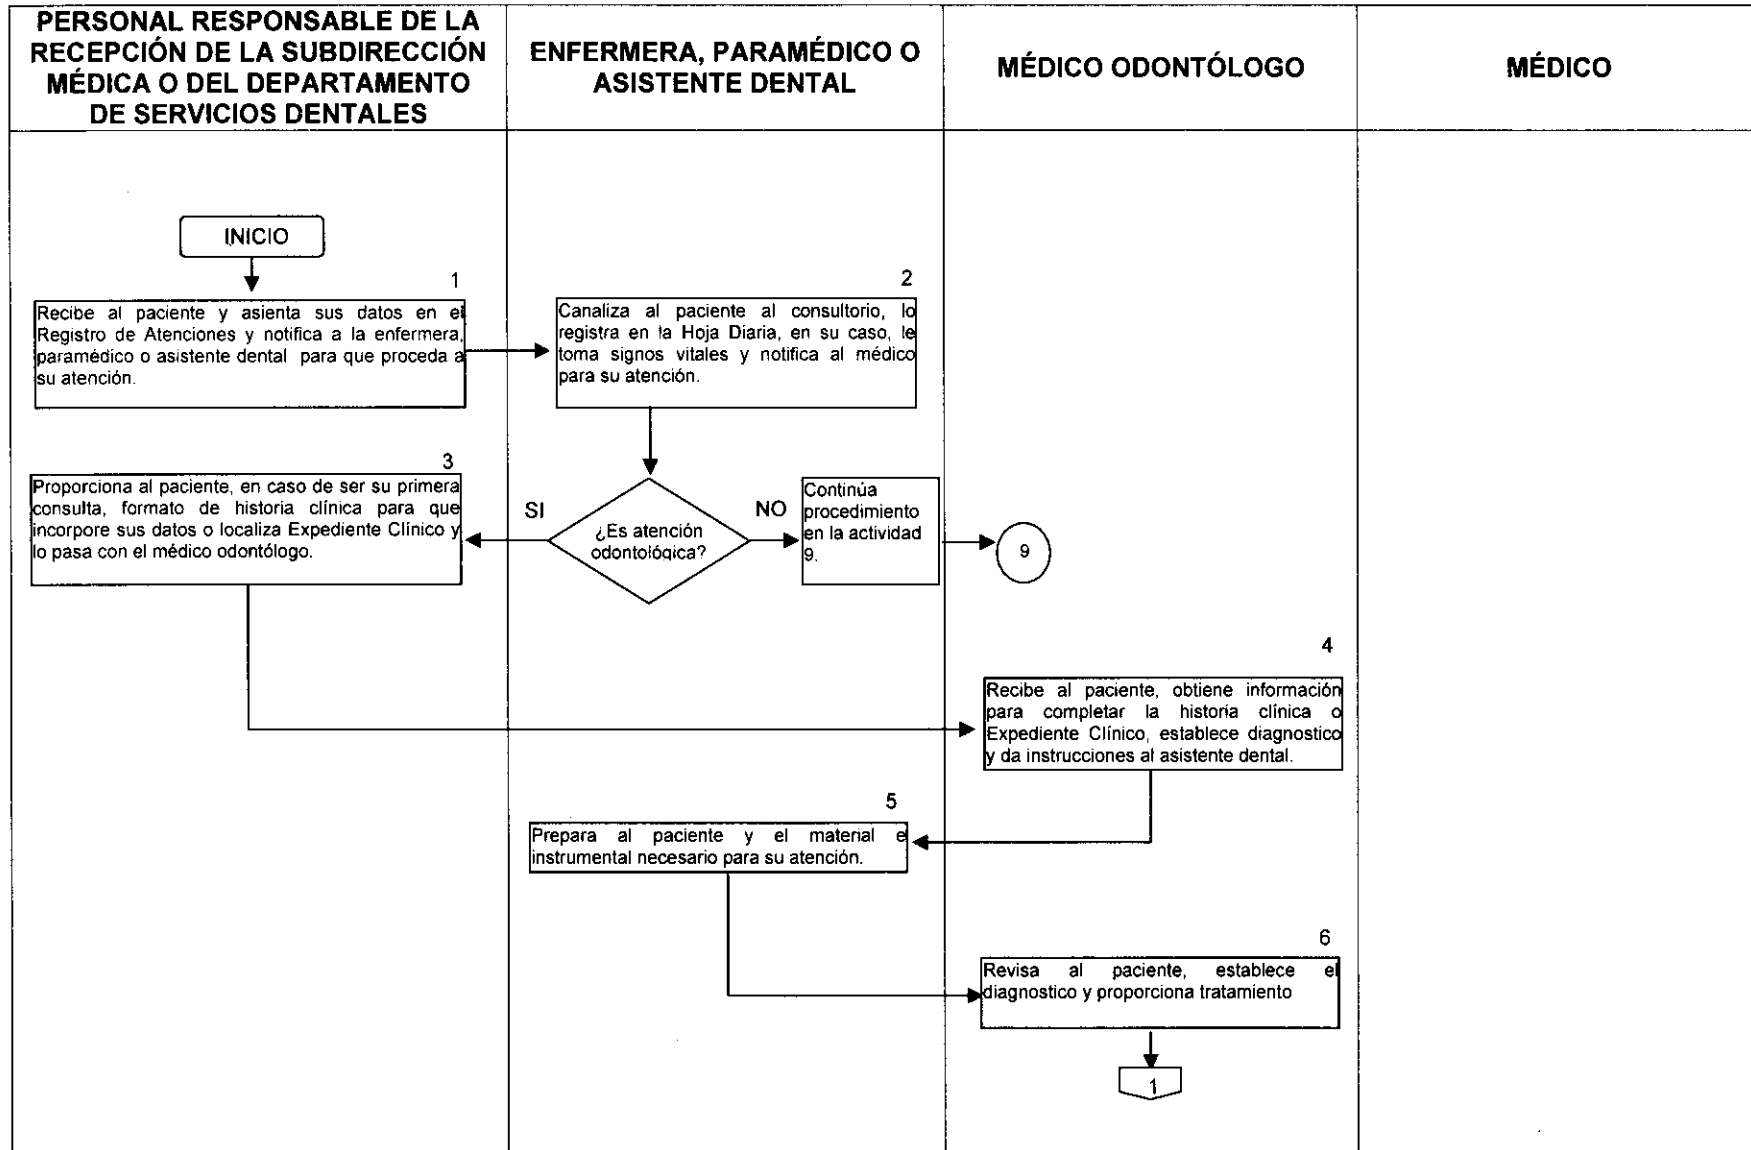 PERSONAL RESPONSABLE DE LA
RECEPCIÓN DE LA SUBDIRECCIÓN
MÉDICA O DEL DEPARTAMENTO
DE SERVICIOS DENTALES
ENFERMERA, PARAMÉDICO O
ASISTENTE DENTAL
MÉDICO ODONTÓLOGO
MÉDICO
INICIO
1
Recibe al paciente y asienta sus datos en el
Registro de Atenciones y notifica a la enfermera,
paramédico o asistente dental para que proceda a
su atención.
2
Canaliza al paciente al consultorio, lo
registra en la Hoja Diaria, en su caso, le
toma signos vitales y notifica al médico
para su atención.
3
Proporciona al paciente, en caso de ser su primera
consulta, formato de historia clínica para que
incorpore sus datos o localiza Expediente Clínico y
lo pasa con el médico odontólogo.
SI
¿Es atención
odontológica?
NO
Continúa
procedimiento
en la actividad
9.
9
4
Recibe al paciente, obtiene información
para completar la historia clínica o
Expediente Clínico, establece diagnostico
y da instrucciones al asistente dental.
5
Prepara al paciente y el material e
instrumental necesario para su atención.
6
Revisa al paciente, establece el
diagnostico y proporciona tratamiento
1